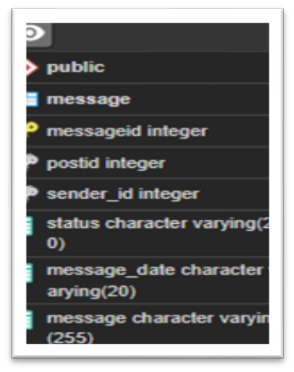 public
message
messageid integer
postid integer
sender_id integer
status character varying(2
0)
message_date character v
arying(20)
message character varyin
(255)